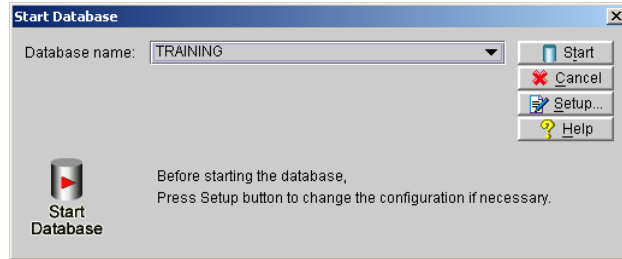 Start Database
Database name:
TRAINING
Start
Cancel
Setup...
Help
Start
Database
Before starting the database,
Press Setup button to change the configuration if necessary.